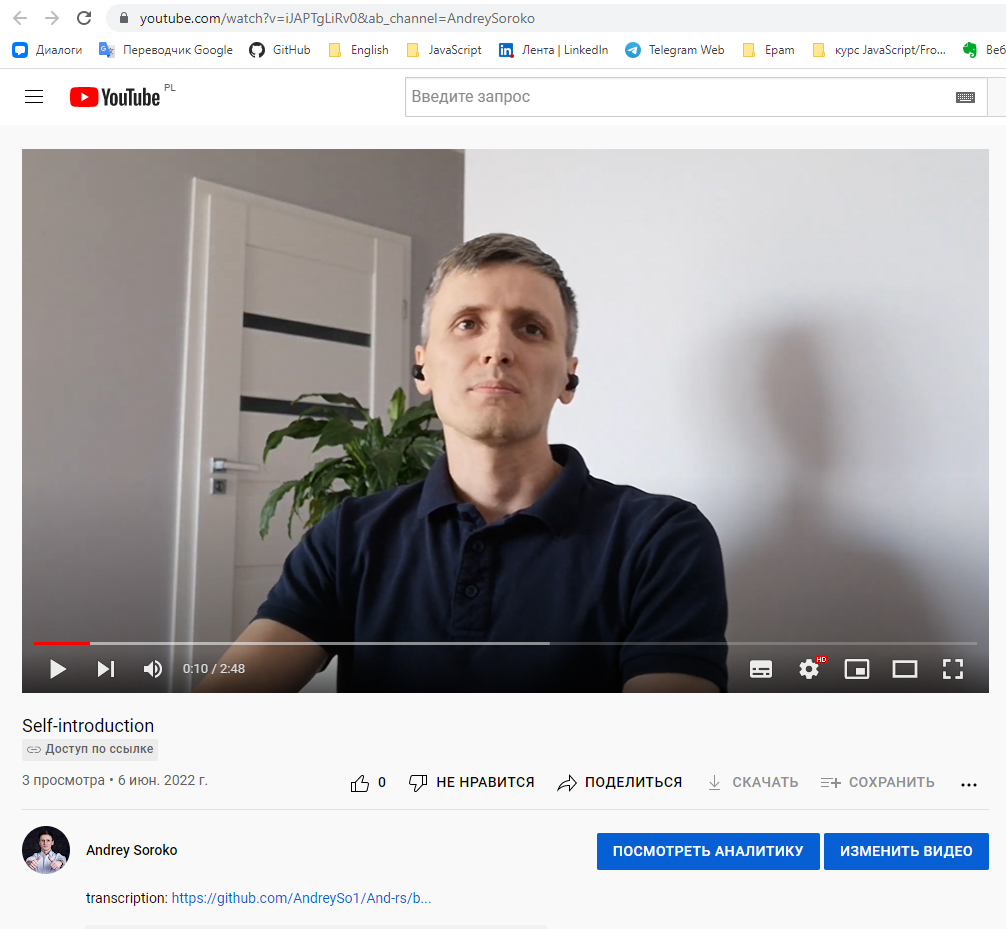 youtube.com/watch?v=iJAPTgLiRv0&ab_channel=AndreySoroko
Диалоги Переводчик Google GitHub English JavaScript Лента | LinkedIn Telegram Web Epam курс JavaScript/Fro... Веб
YouTube PL
Введите запрос
0:10 / 2:48
HD
Self-introduction
Доступ по ссылке
3 просмотра • 6 июн. 2022 г.
0 НЕ НРАВИТСЯ ПОДЕЛИТЬСЯ СКАЧАТЬ СОХРАНИТЬ ...
Andrey Soroko
ПОСМОТРЕТЬ АНАЛИТИКУ ИЗМЕНИТЬ ВИДЕО
transcription: https://github.com/AndreySo1/And-rs/b...